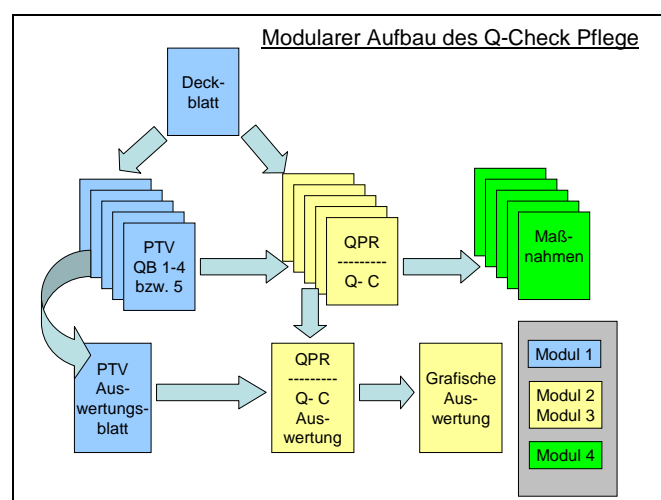 Modularer Aufbau des Q-Check Pflege
Deck-
blatt
PTV
QB 1-4
bzw. 5
QPR
---------
Q- C
Maß-
nahmen
PTV
Aus-
wertungs-
blatt
QPR
---------
Q- C
Aus-
wertung
Grafische
Aus-
wertung
Modul 1
Modul 2
Modul 3
Modul 4